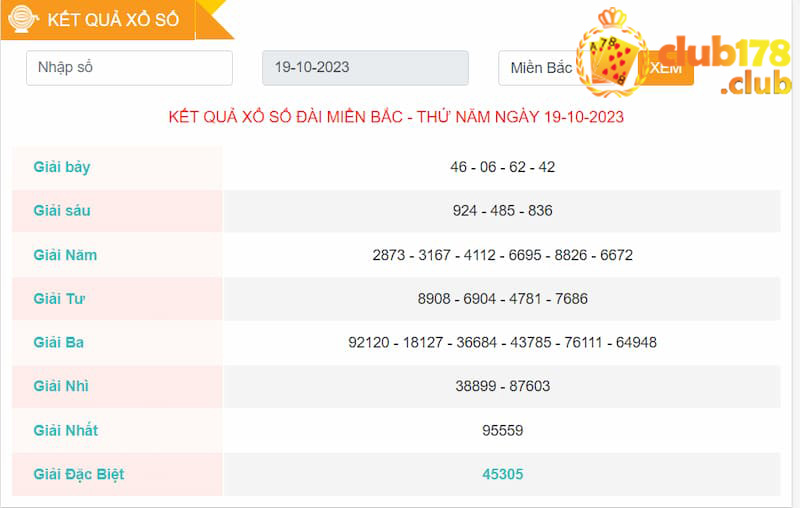 KẾT QUẢ XỔ SỐ
Nhập số
19-10-2023
Miền Bắc
XEM
A 78
club178
.club
KẾT QUẢ XỔ SỐ ĐÀI MIỀN BẮC - THỨ NĂM NGÀY 19-10-2023
Giải bảy 46 - 06 - 62 - 42
Giải sáu 924 - 485 - 836
Giải Năm 2873 - 3167 - 4112 - 6695 - 8826 - 6672
Giải Tư 8908 - 6904 - 4781 - 7686
Giải Ba 92120 - 18127 - 36684 - 43785 - 76111 - 64948
Giải Nhì 38899 - 87603
Giải Nhất 95559
Giải Đặc Biệt 45305